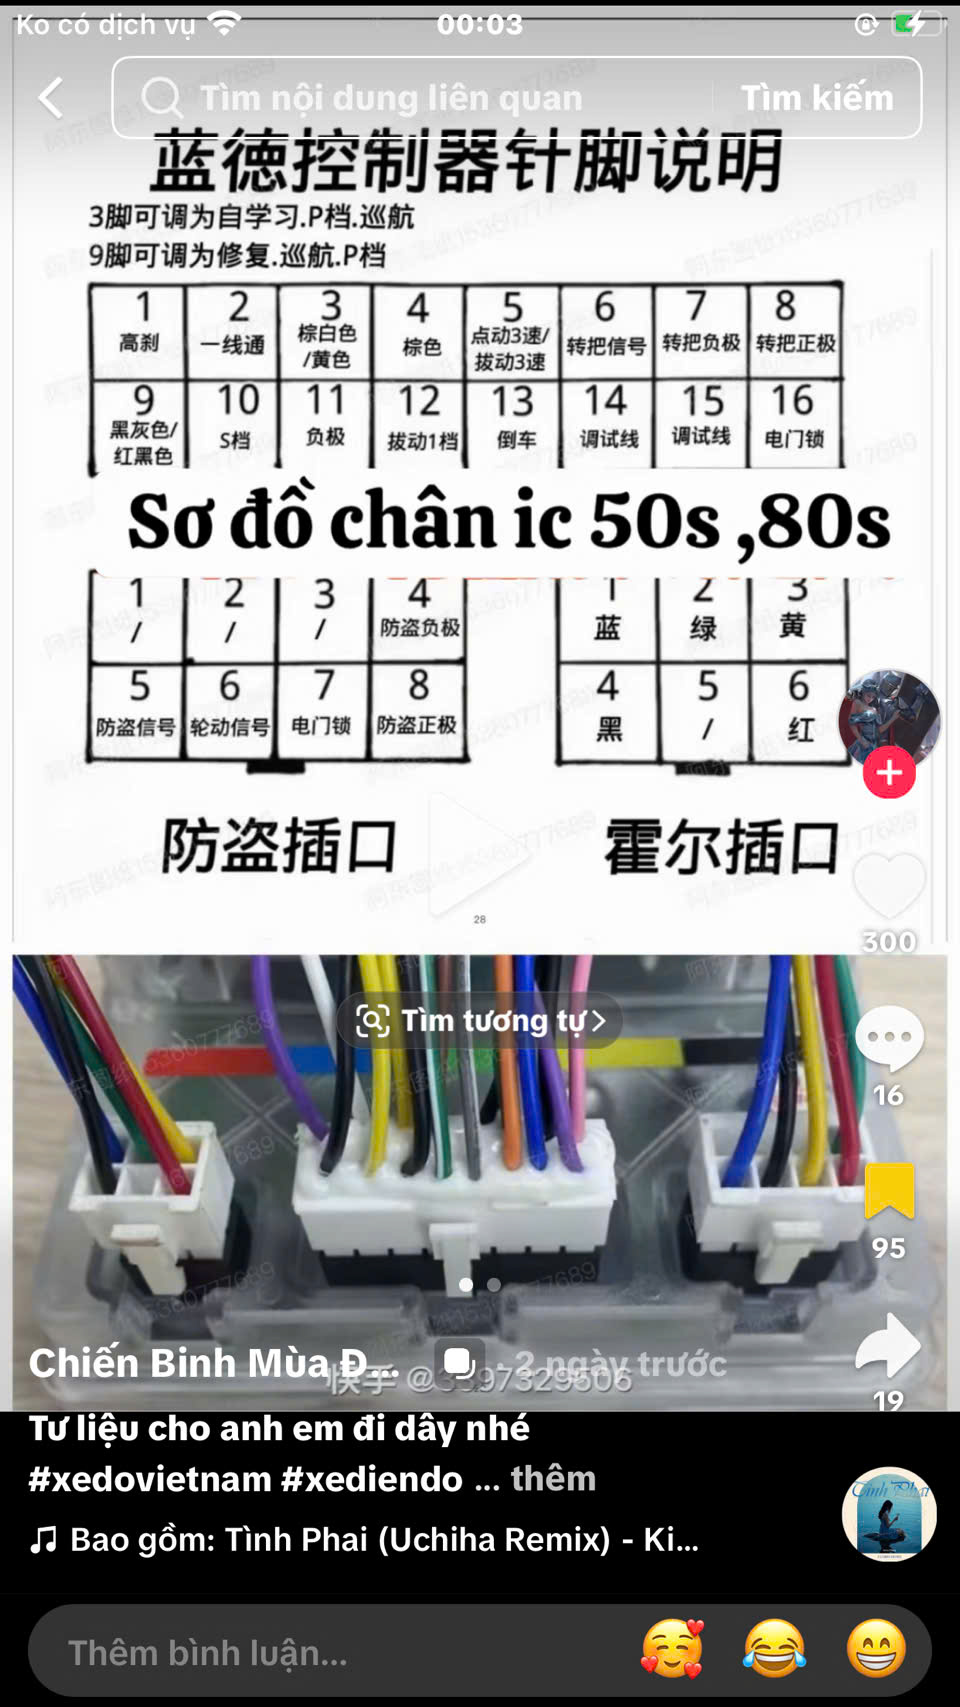 Ko có dịch vụ
00:03
Tìm nội dung liên quan
Tìm kiếm
蓝德控制器针脚说明
3脚可调为自学习.P档.巡航
9脚可调为修复.巡航.P档
1 2 3 4 5 6 7 8
高刹 一线通 棕白色/黄色 棕色 点动3速/拔动3速 转把信号 转把负极 转把正极
9 10 11 12 13 14 15 16
黑灰色/红黑色 S档 负极 拔动1档 倒车 调试线 调试线 电门锁
Sơ đồ chân ic 50s ,80s
1 2 3 4 1 2 3
/ / / 防盗负极 蓝 绿 黄
5 6 7 8 4 5 6
防盗信号 轮动信号 电门锁 防盗正极 黑 / 红
防盗插口 霍尔插口
28
300
Tìm tương tự
16
95
Chiến Binh Mùa Đ...
· 2 ngày trước
快手
19
Tư liệu cho anh em đi dây nhé
#xedovietnam #xediendo ... thêm
Bao gồm: Tình Phai (Uchiha Remix) - Ki...
Tình Phai
Thêm bình luận...